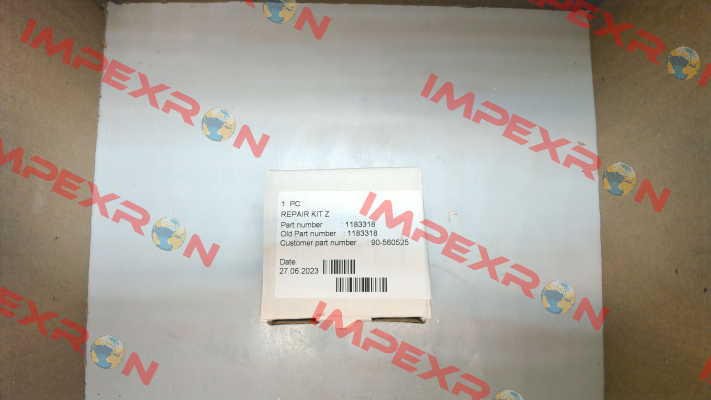 IMPEXRON
IMPEXRON
IMPEXRON
IMPEXRON
IMPEXRON
IMPEXRON
1 PC
REPAIR KIT Z
Part number : 1183318
Old Part number : 1183318
Customer part number : 90-560525
Date
27.06.2023